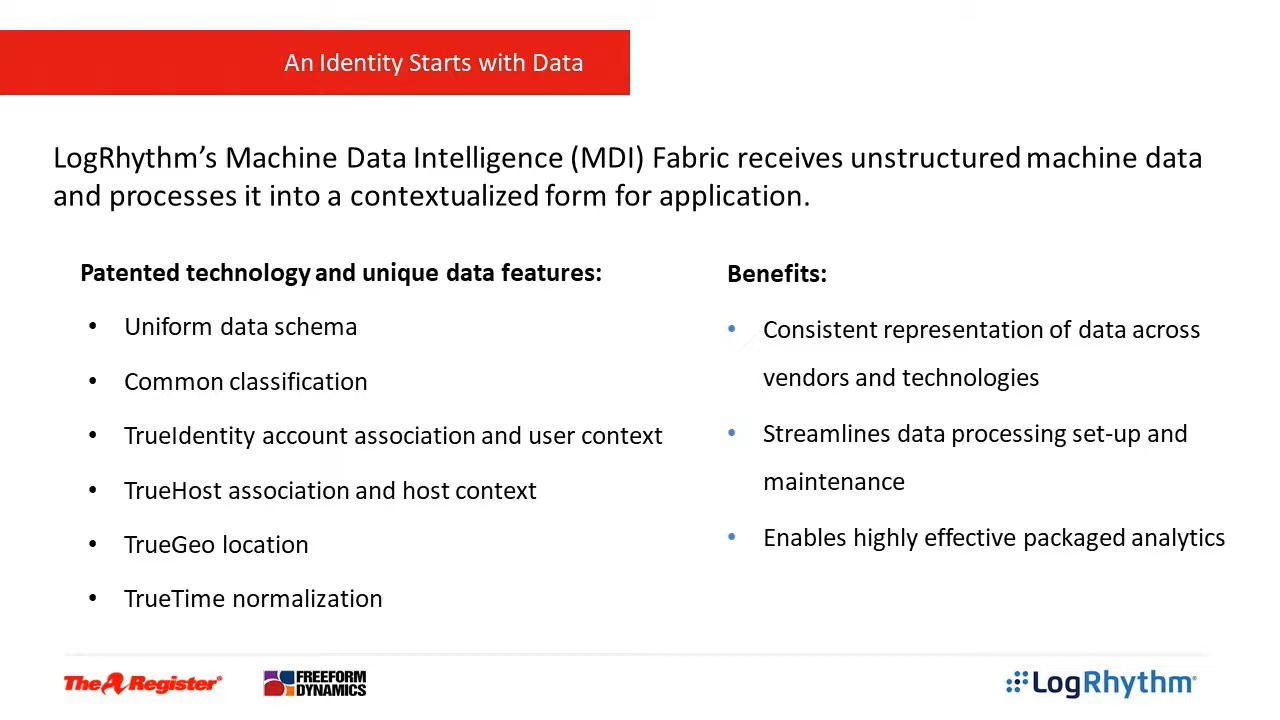 An Identity Starts with Data
LogRhythm’s Machine Data Intelligence (MDI) Fabric receives unstructured machine data
and processes it into a contextualized form for application.
Patented technology and unique data features:
• Uniform data schema
• Common classification
• TrueIdentity account association and user context
• TrueHost association and host context
• TrueGeo location
• TrueTime normalization
Benefits:
• Consistent representation of data across
vendors and technologies
• Streamlines data processing set-up and
maintenance
• Enables highly effective packaged analytics
The Register®
FREEFORM
DYNAMICS
LogRhythm®